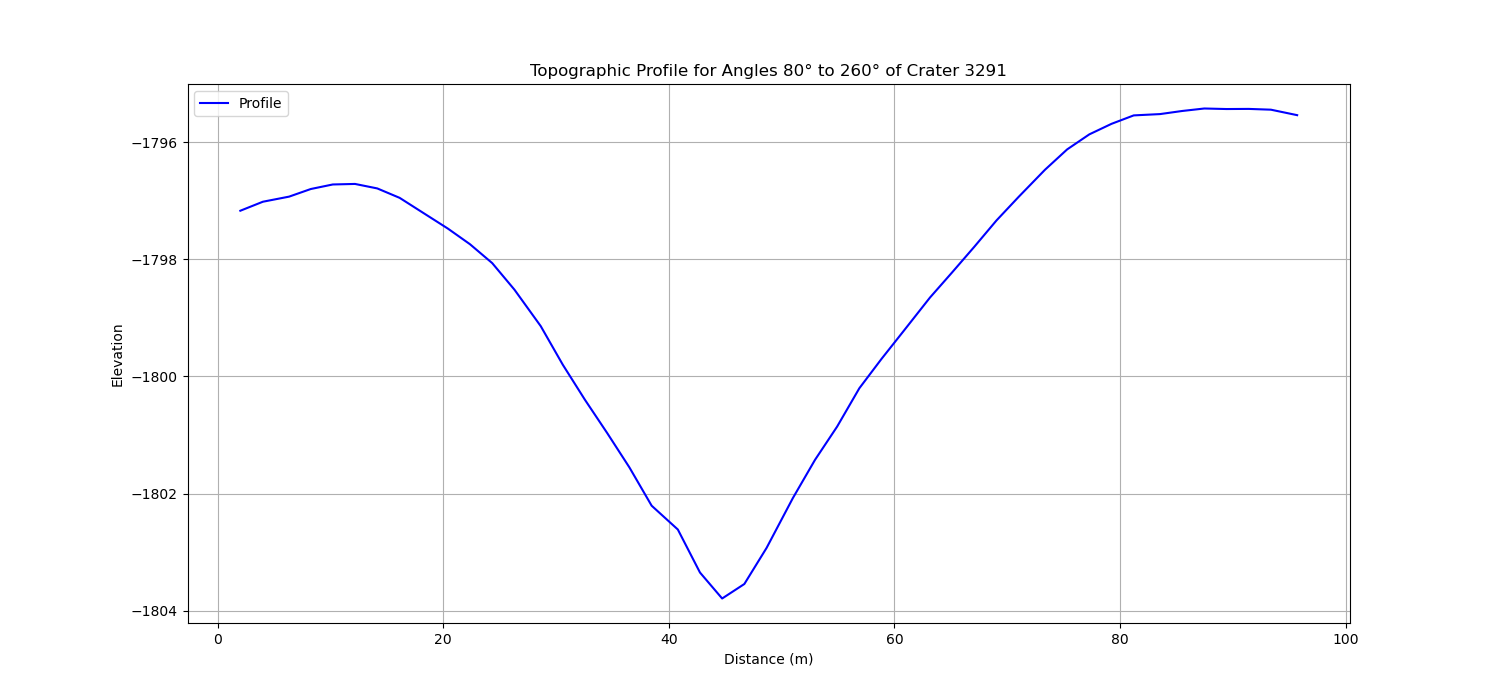 Topographic Profile for Angles 80° to 260° of Crater 3291
Profile
−1796
−1798
−1800
−1802
−1804
Elevation
0 20 40 60 80 100
Distance (m)